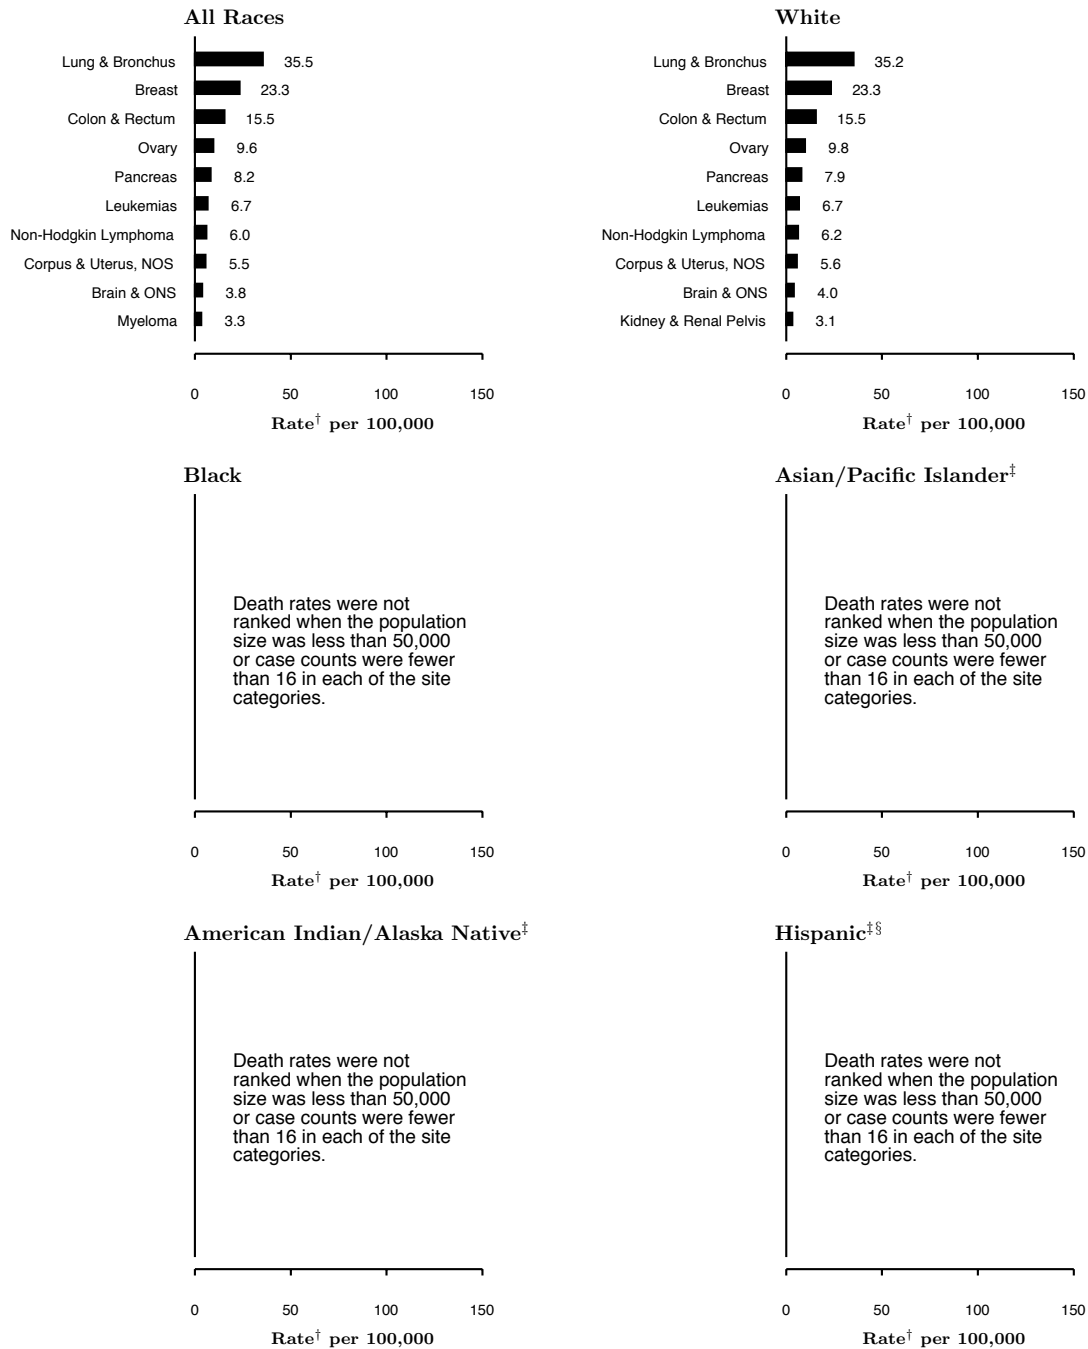 All Races
Lung & Bronchus 35.5
Breast 23.3
Colon & Rectum 15.5
Ovary 9.6
Pancreas 8.2
Leukemias 6.7
Non-Hodgkin Lymphoma 6.0
Corpus & Uterus, NOS 5.5
Brain & ONS 3.8
Myeloma 3.3
0 50 100 150
Rate† per 100,000
White
Lung & Bronchus 35.2
Breast 23.3
Colon & Rectum 15.5
Ovary 9.8
Pancreas 7.9
Leukemias 6.7
Non-Hodgkin Lymphoma 6.2
Corpus & Uterus, NOS 5.6
Brain & ONS 4.0
Kidney & Renal Pelvis 3.1
0 50 100 150
Rate† per 100,000
Black
Death rates were not
ranked when the population
size was less than 50,000
or case counts were fewer
than 16 in each of the site
categories.
0 50 100 150
Rate† per 100,000
Asian/Pacific Islander‡
Death rates were not
ranked when the population
size was less than 50,000
or case counts were fewer
than 16 in each of the site
categories.
0 50 100 150
Rate† per 100,000
American Indian/Alaska Native‡
Death rates were not
ranked when the population
size was less than 50,000
or case counts were fewer
than 16 in each of the site
categories.
0 50 100 150
Rate† per 100,000
Hispanic‡§
Death rates were not
ranked when the population
size was less than 50,000
or case counts were fewer
than 16 in each of the site
categories.
0 50 100 150
Rate† per 100,000